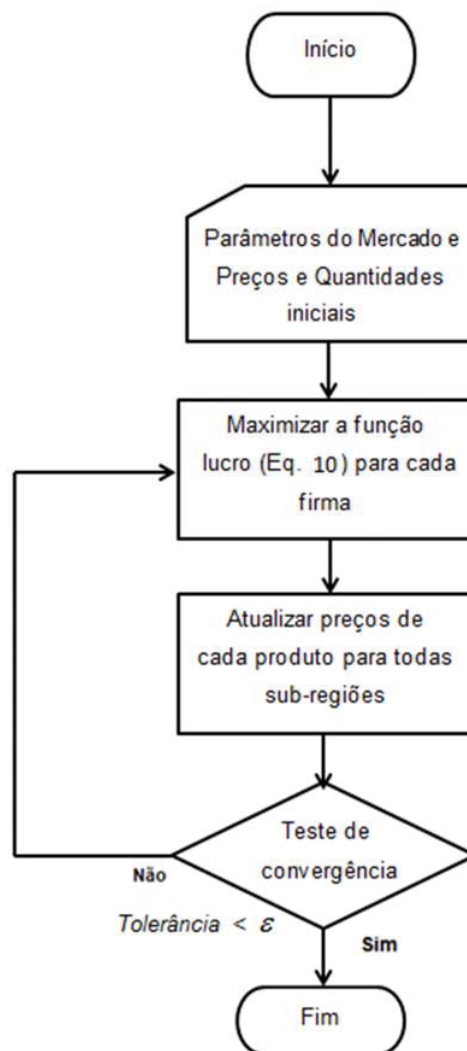 Início
Parâmetros do Mercado e
Preços e Quantidades
iniciais
Maximizar a função
lucro (Eq. 10) para cada
firma
Atualizar preços de
cada produto para todas
sub-regiões
Teste de
convergência
Não
Tolerância < ε
Sim
Fim